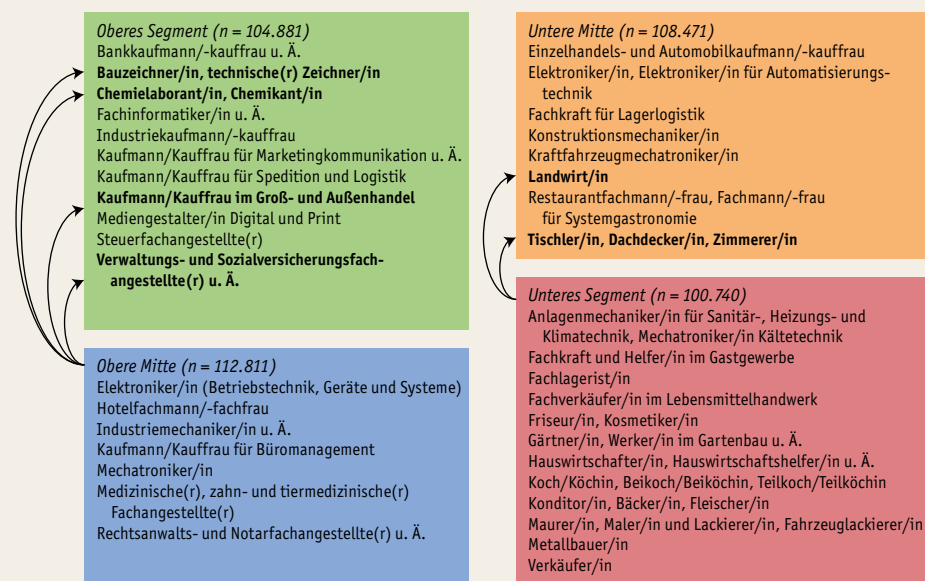 Oberes Segment (n = 104.881)
Bankkaufmann/-kauffrau u. Ä.
Bauzeichner/in, technische(r) Zeichner/in
Chemielaborant/in, Chemikant/in
Fachinformatiker/in u. Ä.
Industriekaufmann/-kauffrau
Kaufmann/Kauffrau für Marketingkommunikation u. Ä.
Kaufmann/Kauffrau für Spedition und Logistik
Kaufmann/Kauffrau im Groß- und Außenhandel
Mediengestalter/in Digital und Print
Steuerfachangestellte(r)
Verwaltungs- und Sozialversicherungsfach-
angestellte(r) u. Ä.
Obere Mitte (n = 112.811)
Elektroniker/in (Betriebstechnik, Geräte und Systeme)
Hotelfachmann/-fachfrau
Industriemechaniker/in u. Ä.
Kaufmann/Kauffrau für Büromanagement
Mechatroniker/in
Medizinische(r), zahn- und tiermedizinische(r)
Fachangestellte(r)
Rechtsanwalts- und Notarfachangestellte(r) u. Ä.
Untere Mitte (n = 108.471)
Einzelhandels- und Automobilkaufmann/-kauffrau
Elektroniker/in, Elektroniker/in für Automatisierungs-
technik
Fachkraft für Lagerlogistik
Konstruktionsmechaniker/in
Kraftfahrzeugmechatroniker/in
Landwirt/in
Restaurantfachmann/-frau, Fachmann/-frau
für Systemgastronomie
Tischler/in, Dachdecker/in, Zimmerer/in
Unteres Segment (n = 100.740)
Anlagenmechaniker/in für Sanitär-, Heizungs- und
Klimatechnik, Mechatroniker/in Kältetechnik
Fachkraft und Helfer/in im Gastgewerbe
Fachlagerist/in
Fachverkäufer/in im Lebensmittelhandwerk
Friseur/in, Kosmetiker/in
Gärtner/in, Werker/in im Gartenbau u. Ä.
Hauswirtschafter/in, Hauswirtschaftshelfer/in u. Ä.
Koch/Köchin, Beikoch/Beiköchin, Teilkoch/Teilköchin
Konditor/in, Bäcker/in, Fleischer/in
Maurer/in, Maler/in und Lackierer/in, Fahrzeuglackierer/in
Metallbauer/in
Verkäufer/in